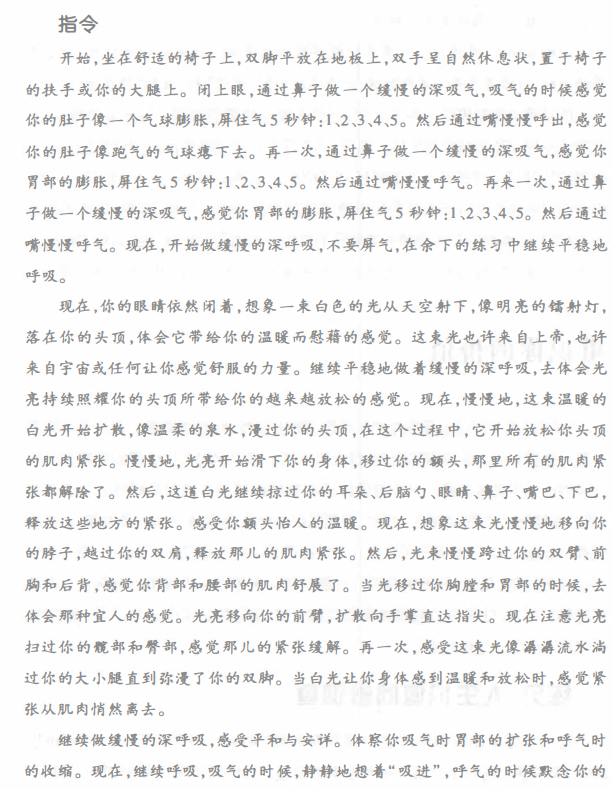 指令
开始,坐在舒适的椅子上,双脚平放在地板上,双手呈自然休息状,置于椅子
的扶手或你的大腿上。闭上眼,通过鼻子做一个缓慢的深吸气,吸气的时候感觉
你的肚子像一个气球膨胀,屏住气5秒钟:1、2、3、4、5。然后通过嘴慢慢呼出,感觉
你的肚子像跑气的气球瘪下去。再一次,通过鼻子做一个缓慢的深吸气,感觉你
胃部的膨胀,屏住气5秒钟:1、2、3、4、5。然后通过嘴慢慢呼气。再来一次,通过鼻
子做一个缓慢的深吸气,感觉你胃部的膨胀,屏住气5秒钟:1、2、3、4、5。然后通过
嘴慢慢呼气。现在,开始做缓慢的深呼吸,不要屏气,在余下的练习中继续平稳地
呼吸。
现在,你的眼睛依然闭着,想象一束白色的光从天空射下,像明亮的镭射灯,
落在你的头顶,体会它带给你的温暖而慰藉的感觉。这束光也许来自上帝,也许
来自宇宙或任何让你感觉舒服的力量。继续平稳地做着缓慢的深呼吸,去体会光
亮持续照耀你的头顶所带给你的越来越放松的感觉。现在,慢慢地,这束温暖的
白光开始扩散,像温柔的泉水,漫过你的头顶,在这个过程中,它开始放松你头顶
的肌肉紧张。慢慢地,光亮开始滑下你的身体,移过你的额头,那里所有的肌肉紧
张都解除了。然后,这道白光继续掠过你的耳朵、后脑勺、眼睛、鼻子、嘴巴、下巴,
释放这些地方的紧张。感受你额头怡人的温暖。现在,想象这束光慢慢地移向你
的脖子,越过你的双肩,释放那儿的肌肉紧张。然后,光束慢慢跨过你的双臂、前
胸和后背,感觉你背部和腰部的肌肉舒展了。当光移过你胸膛和胃部的时候,去
体会那种宜人的感觉。光亮移向你的前臂,扩散向手掌直达指尖。现在注意光亮
扫过你的髋部和臀部,感觉那儿的紧张缓解。再一次,感受这束光像潺潺流水淌
过你的大小腿直到弥漫了你的双脚。当白光让你身体感到温暖和放松时,感觉紧
张从肌肉悄然离去。
继续做缓慢的深呼吸,感受平和与安详。体察你吸气时胃部的扩张和呼气时
的收缩。现在,继续呼吸,吸气的时候,静静地想着“吸进”,呼气的时候默念你的